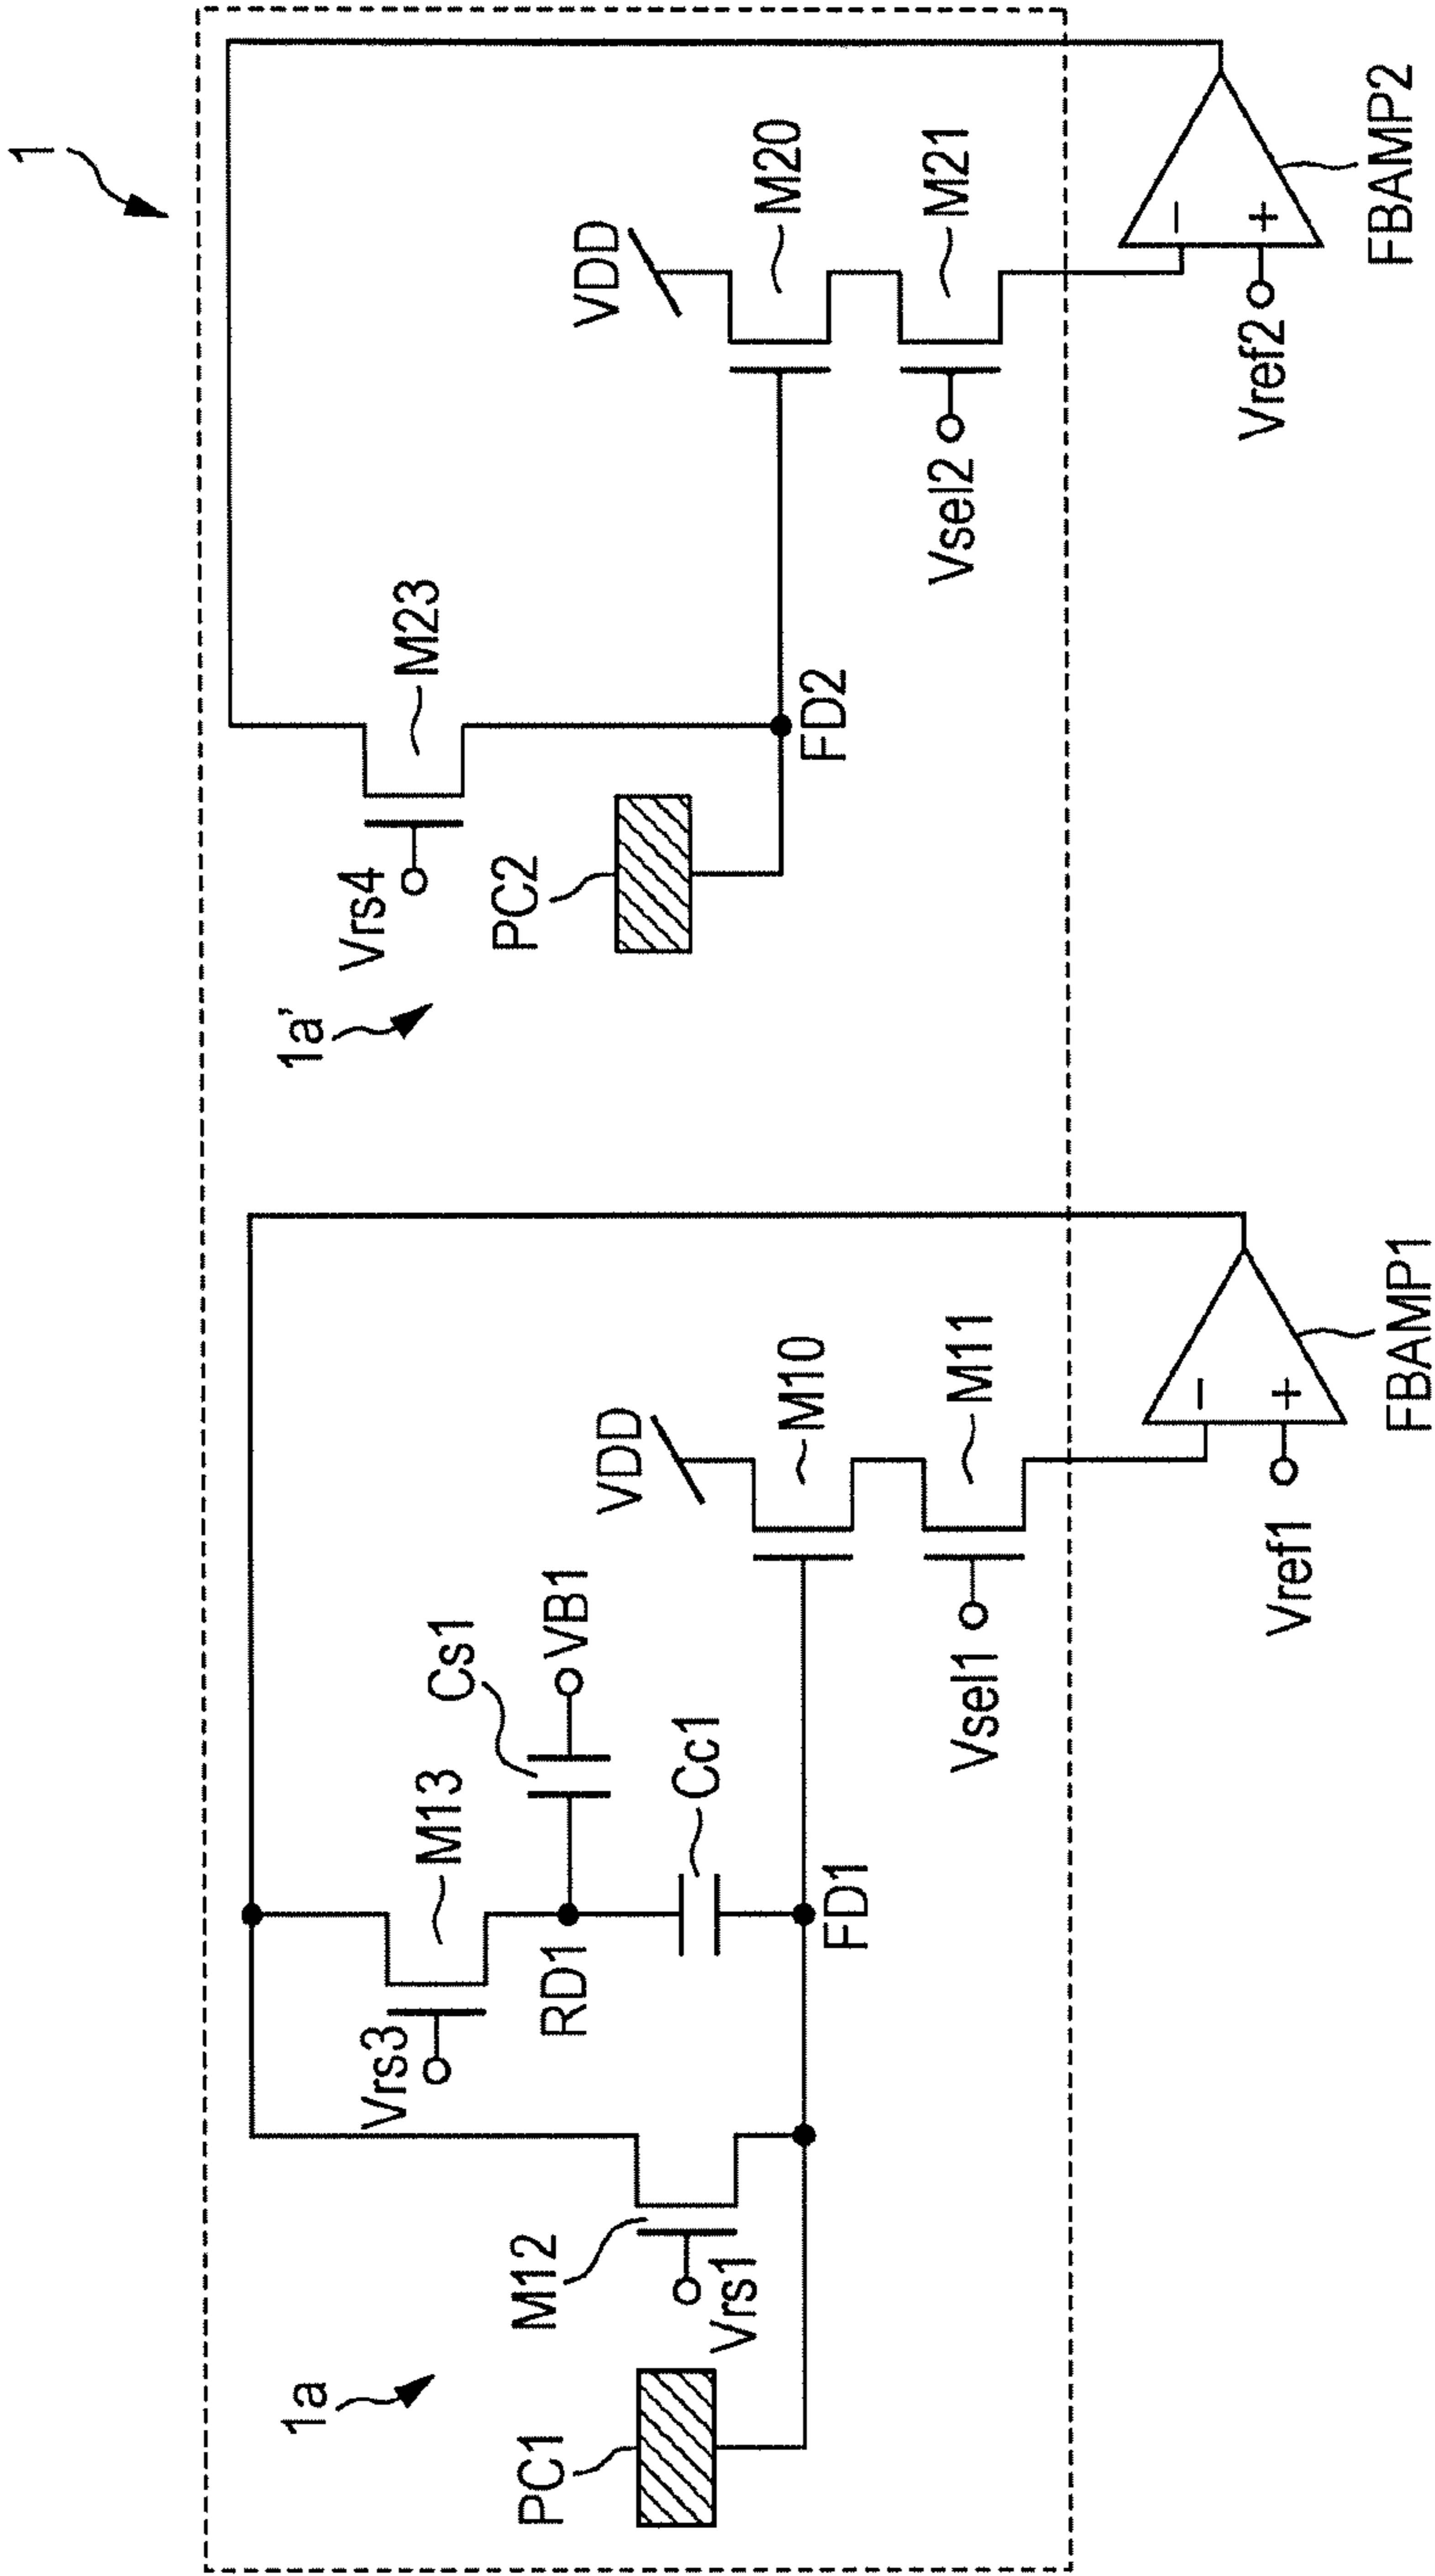 1
1a
PC1
M12
Vrs1
Vrs3
M13
RD1
Cs1
VB1
Cc1
FD1
VDD
M10
M11
Vsel1
Vref1
−
+
FBAMP1
1a'
Vrs4
M23
PC2
FD2
VDD
M20
M21
Vsel2
Vref2
−
+
FBAMP2